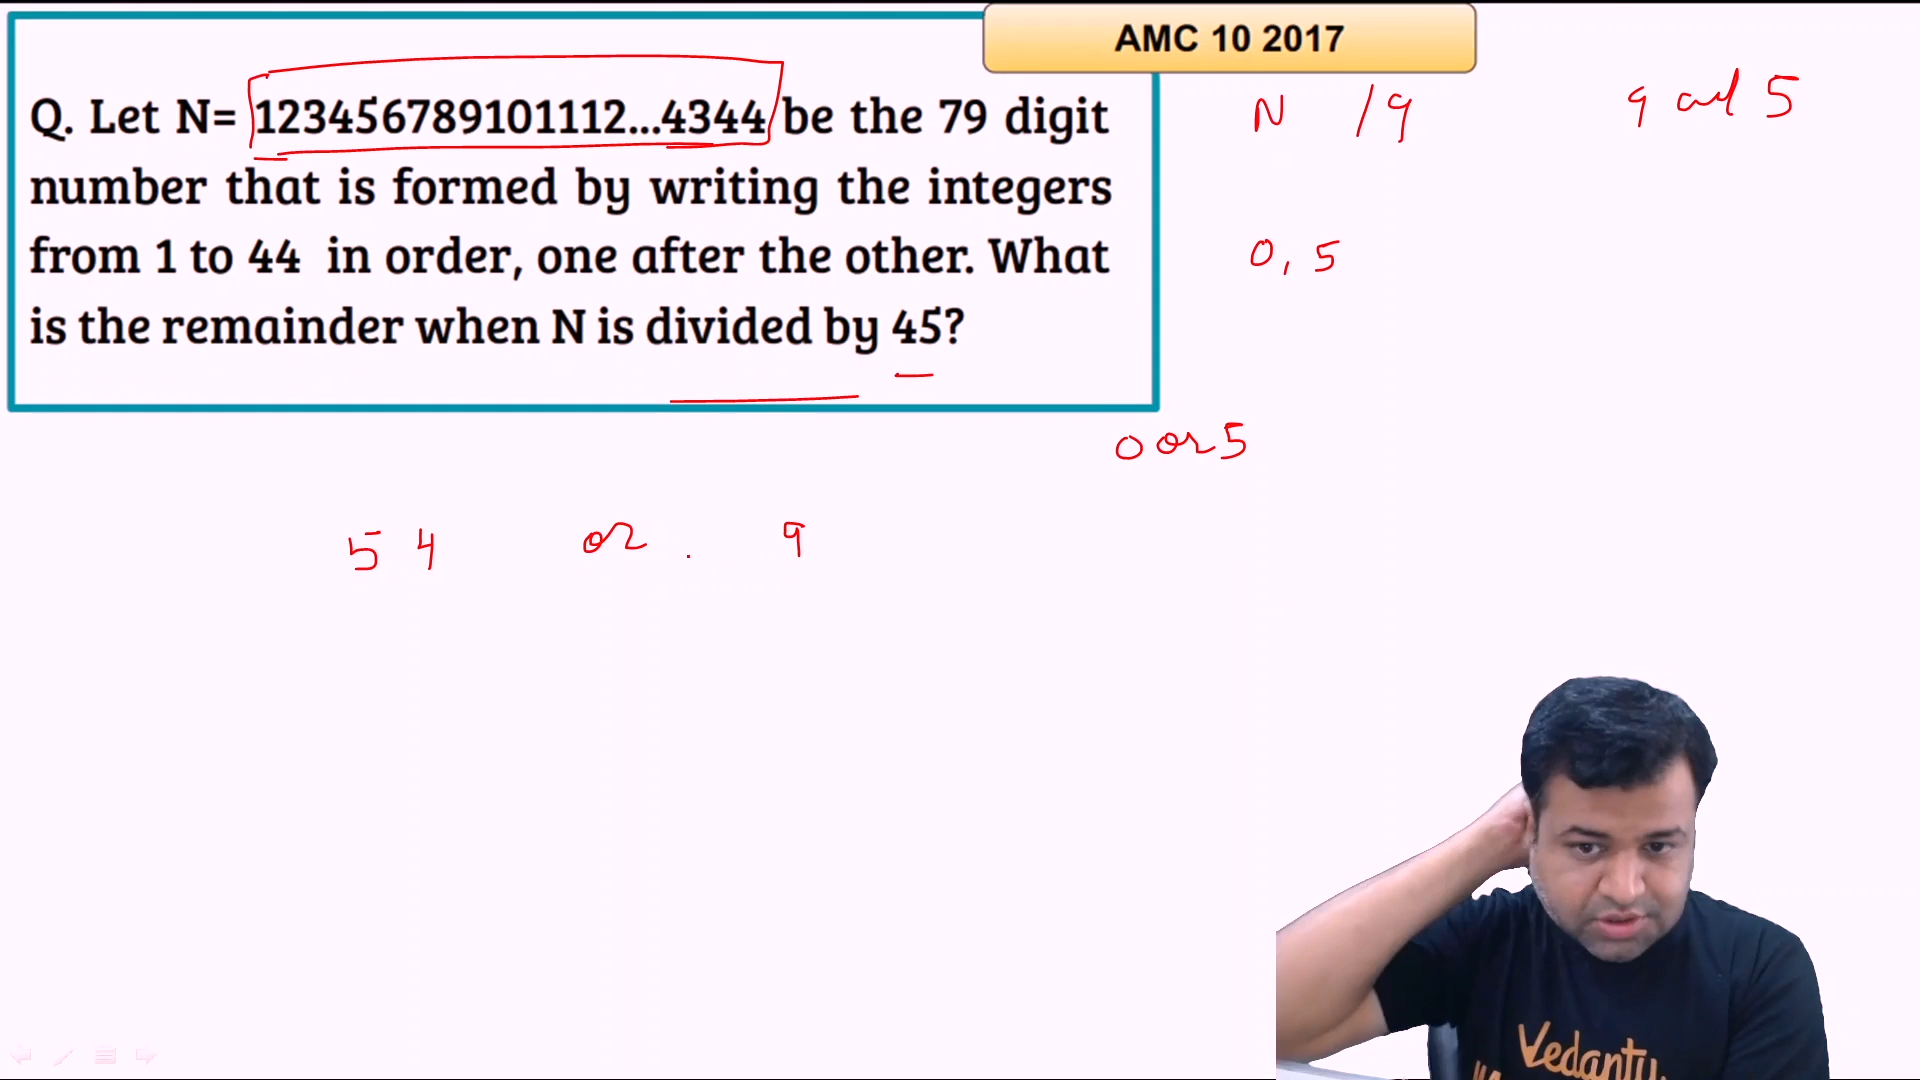 AMC 10 2017
Q. Let N= 123456789101112...4344 be the 79 digit
number that is formed by writing the integers
from 1 to 44 in order, one after the other. What
is the remainder when N is divided by 45?
N /9
9 and 5
0, 5
0 or 5
54 or . 9
Vedantu